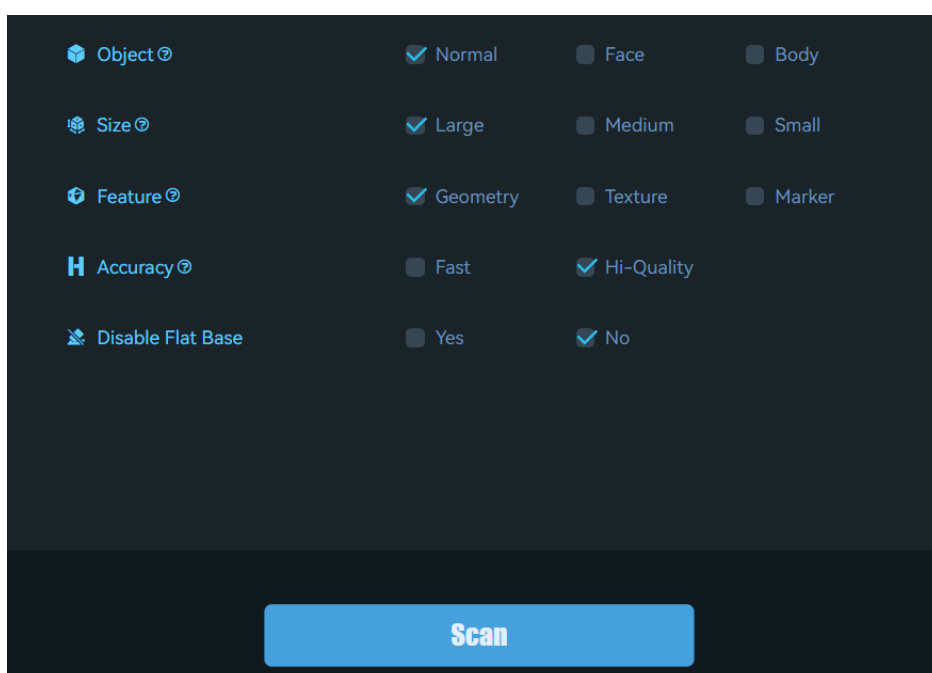 Object ? Normal Face Body
Size ? Large Medium Small
Feature ? Geometry Texture Marker
H Accuracy ? Fast Hi-Quality
Disable Flat Base Yes No
Scan